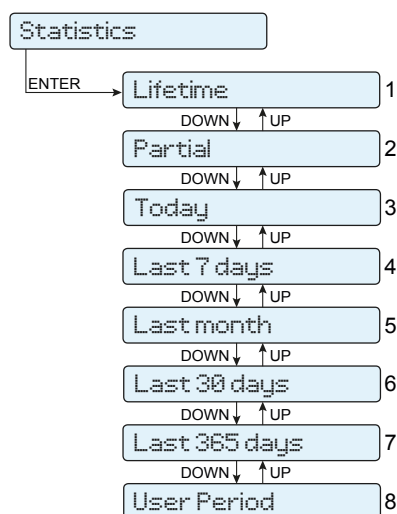 Statistics
ENTER
Lifetime 1
DOWN UP
Partial 2
DOWN UP
Today 3
DOWN UP
Last 7 days 4
DOWN UP
Last month 5
DOWN UP
Last 30 days 6
DOWN UP
Last 365 days 7
DOWN UP
User Period 8